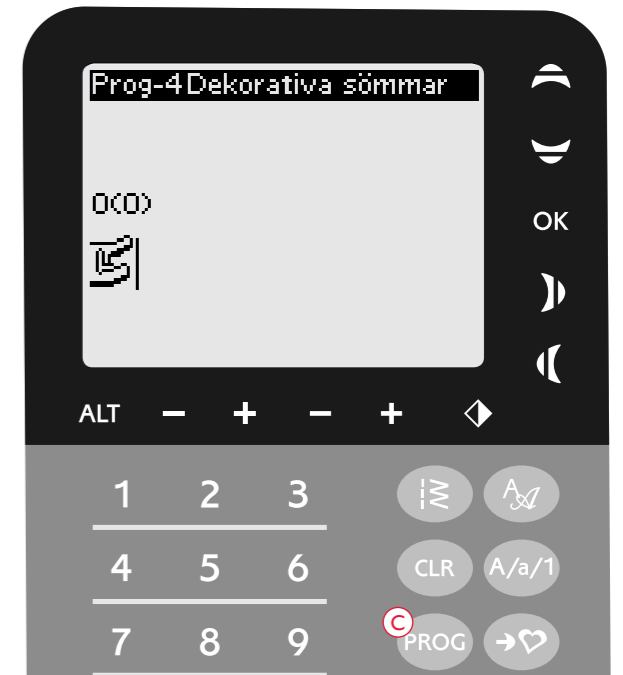 Prog-4 Dekorativa sömmar
0(0)
OK
ALT - + - +
1 2 3
4 5 6 CLR A/a/1
7 8 9 C PROG